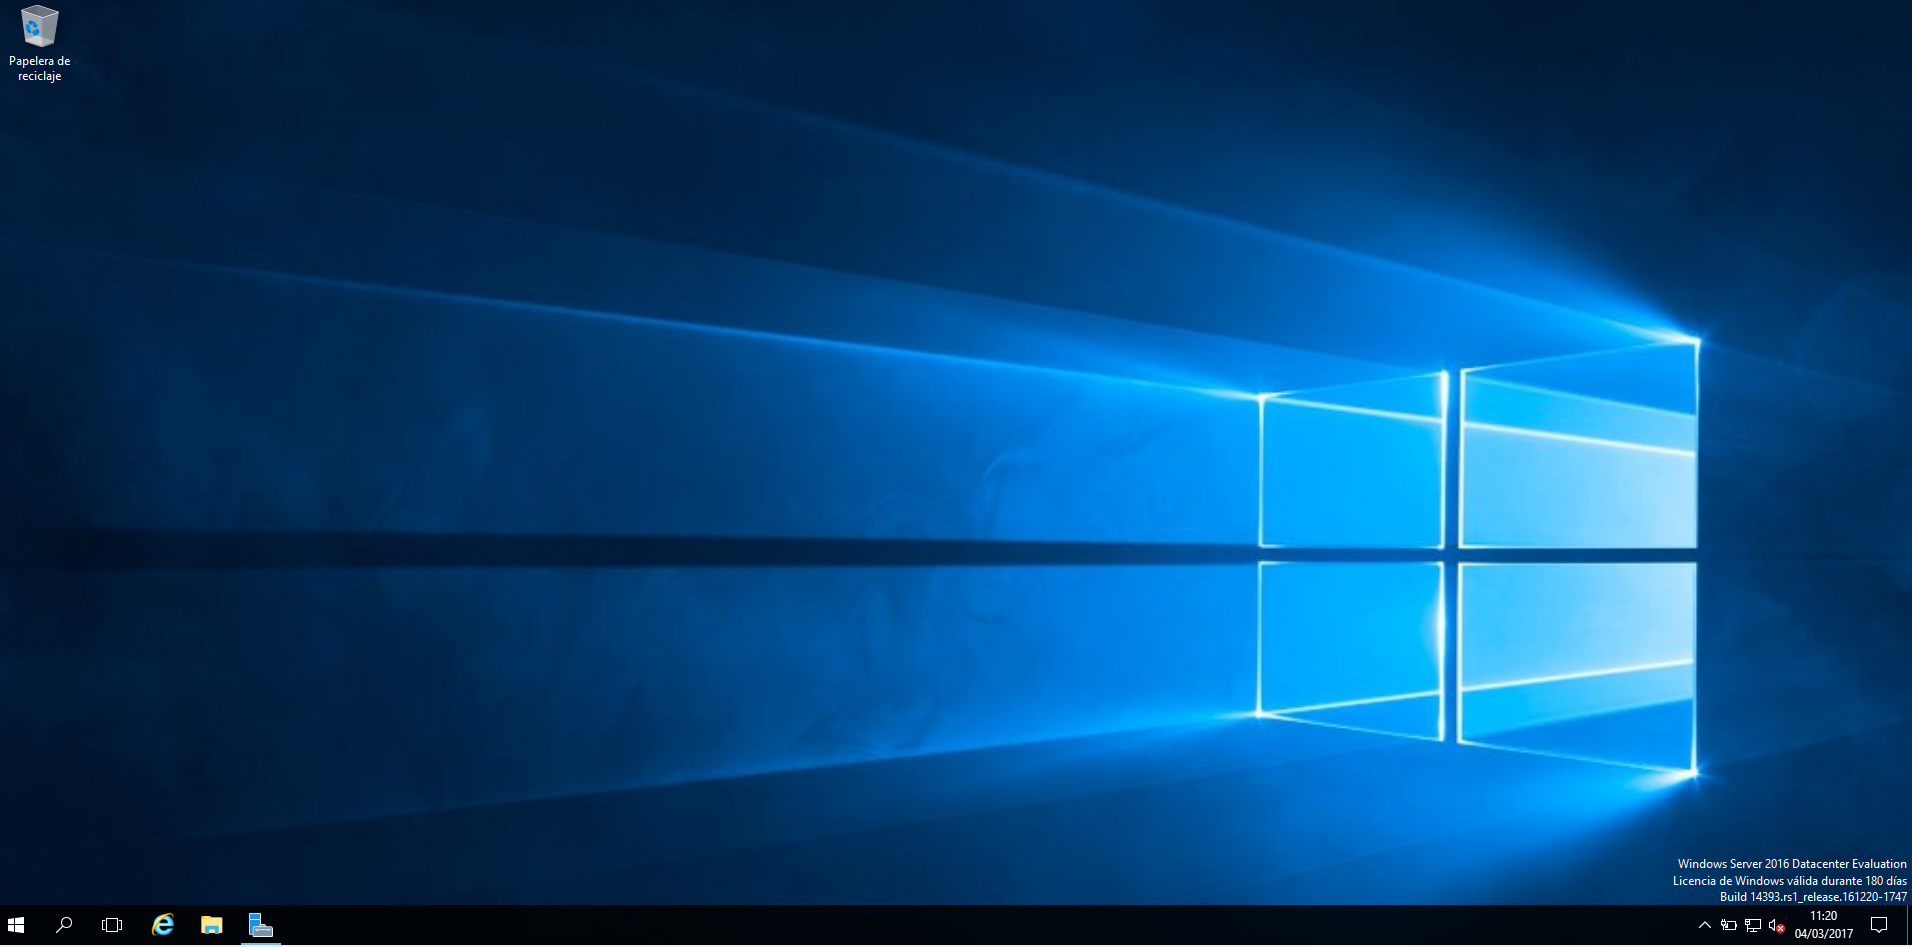 Papelera de
reciclaje
Windows Server 2016 Datacenter Evaluation
Licencia de Windows válida durante 180 días
Build 14393.rs1_release.161220-1747
11:20
04/03/2017